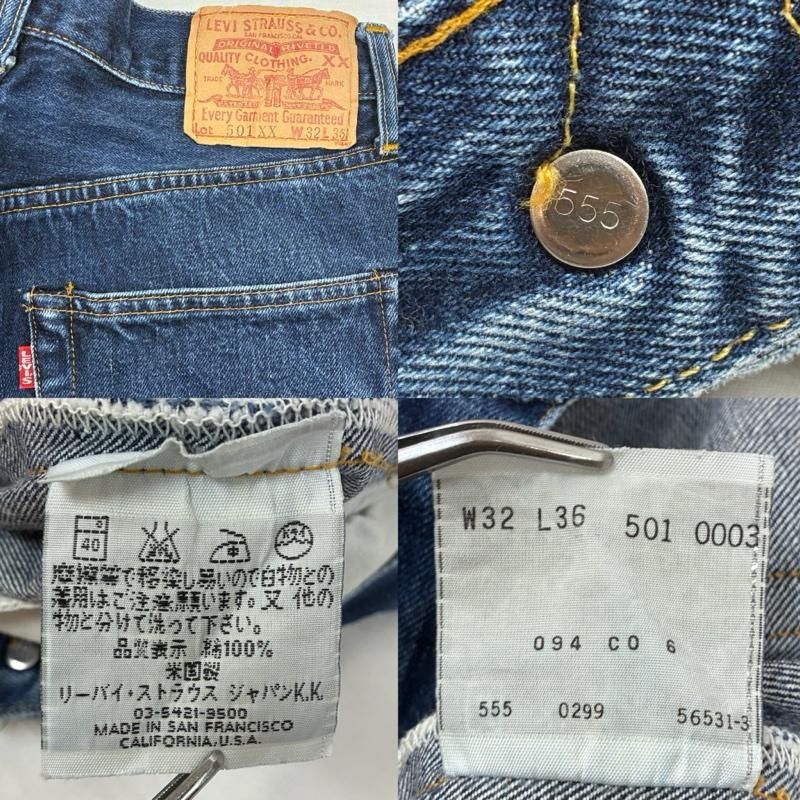 LEVI STRAUSS & CO.
SAN FRANCISCO, CAL.
ORIGINAL RIVETED
QUALITY CLOTHING.
XX
TRADE MARK
Every Garment Guaranteed
Lot 501XX W32 L36
LEVI'S
555
40
摩擦等で移染し易いので白物との
着用はご注意願います。又 他の
物と分けて洗って下さい。
品質表示 綿100%
米国製
リーバイ・ストラウス ジャパンK.K.
03-5421-9500
MADE IN SAN FRANCISCO
CALIFORNIA,U.S.A.
W32 L36 501 0003
094 CO 6
555 0299 56531-3